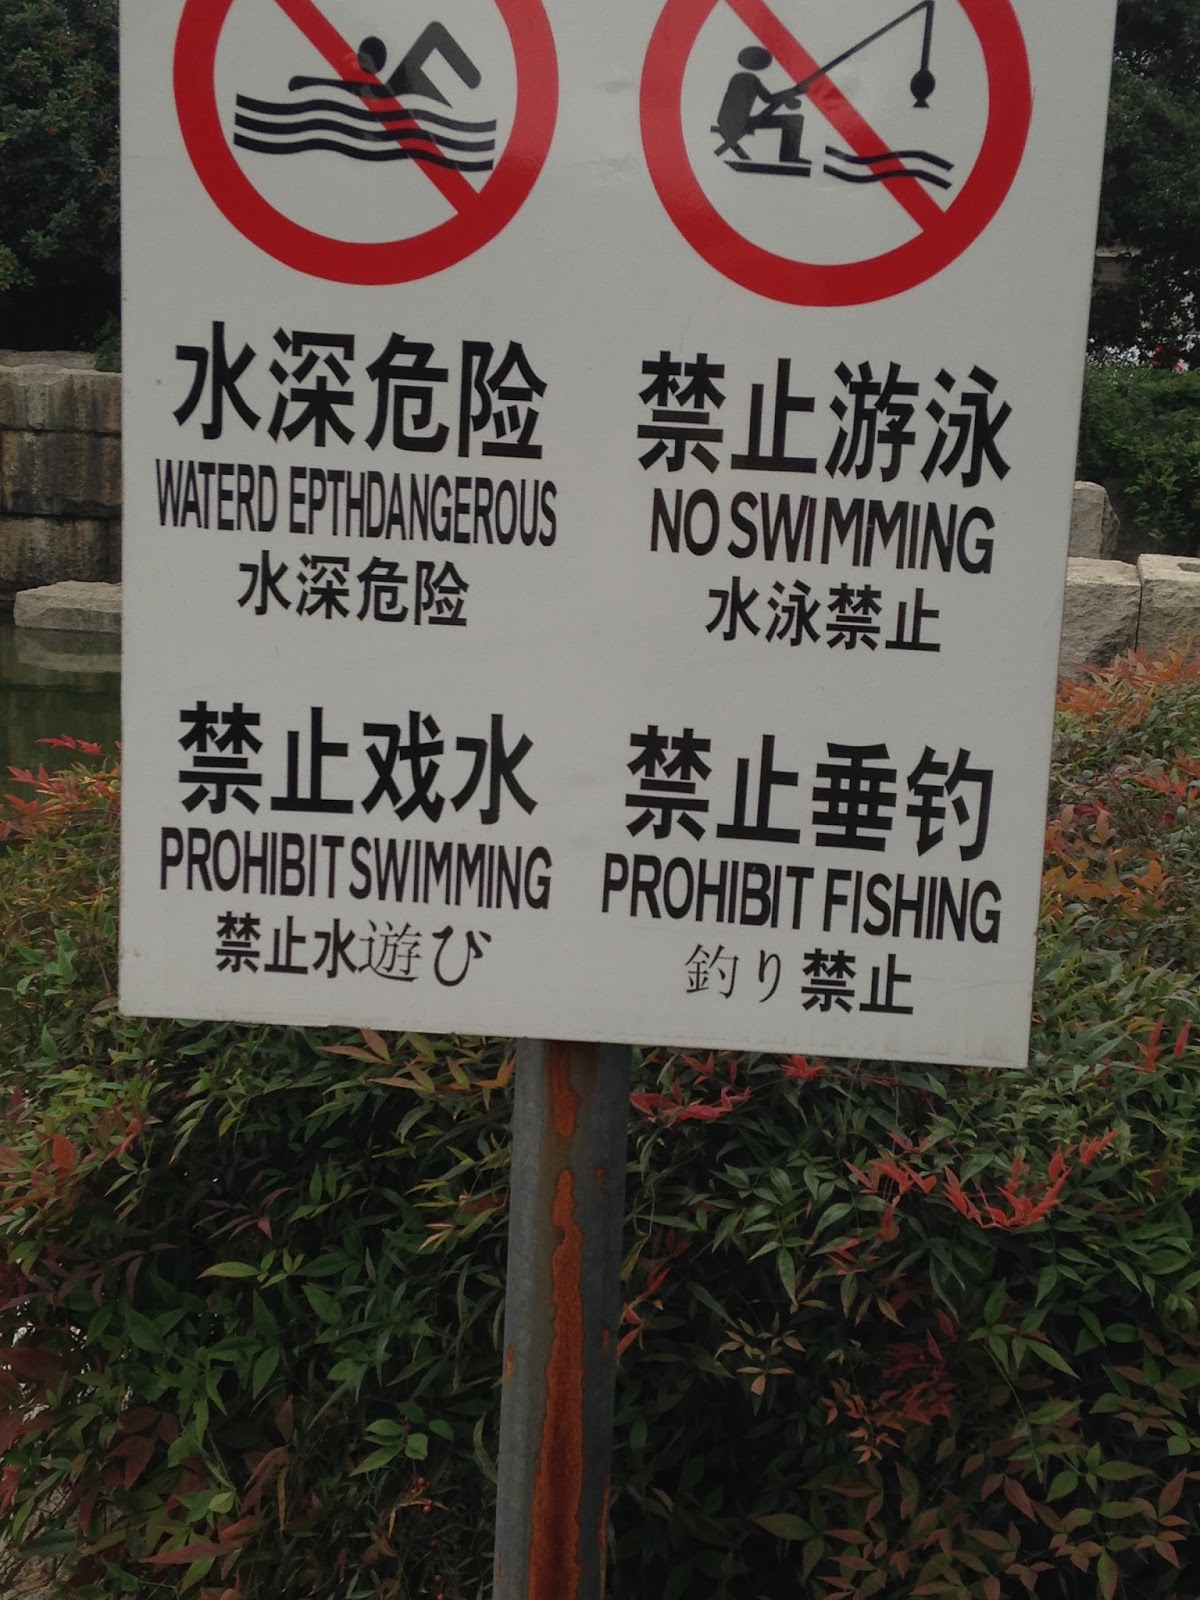 水深危险
WATERD EPTHDANGEROUS
水深危险
禁止游泳
NO SWIMMING
水泳禁止
禁止戏水
PROHIBIT SWIMMING
禁止水遊び
禁止垂钓
PROHIBIT FISHING
釣り禁止